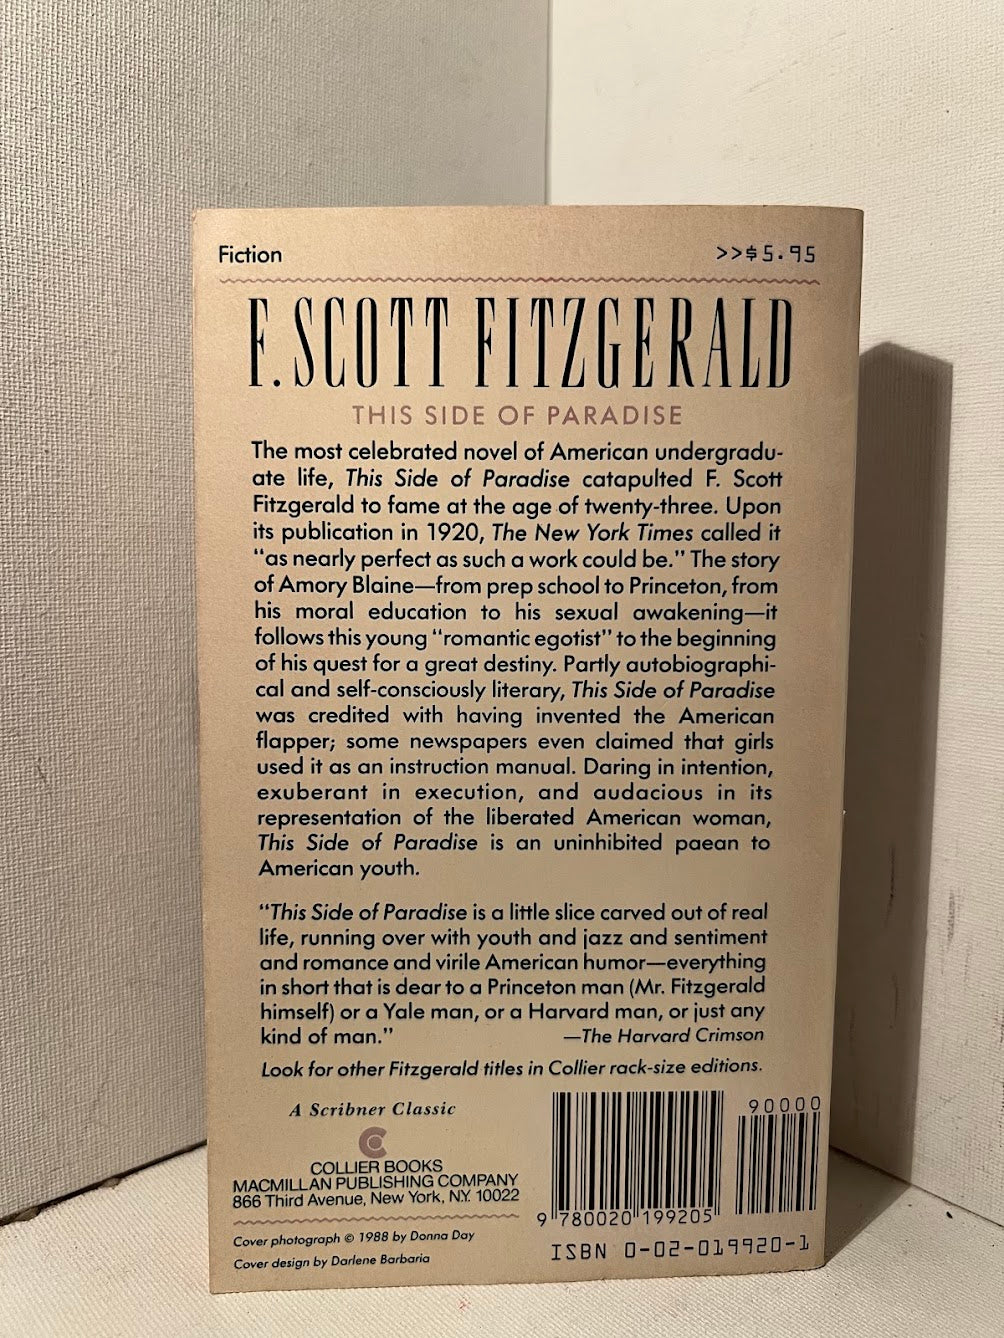 Fiction
>>$5.95
F. SCOTT FITZGERALD
THIS SIDE OF PARADISE
The most celebrated novel of American undergradu-
ate life, This Side of Paradise catapulted F. Scott
Fitzgerald to fame at the age of twenty-three. Upon
its publication in 1920, The New York Times called it
“as nearly perfect as such a work could be.” The story
of Amory Blaine—from prep school to Princeton, from
his moral education to his sexual awakening—it
follows this young “romantic egotist” to the beginning
of his quest for a great destiny. Partly autobiographi-
cal and self-consciously literary, This Side of Paradise
was credited with having invented the American
flapper; some newspapers even claimed that girls
used it as an instruction manual. Daring in intention,
exuberant in execution, and audacious in its
representation of the liberated American woman,
This Side of Paradise is an uninhibited paean to
American youth.
“This Side of Paradise is a little slice carved out of real
life, running over with youth and jazz and sentiment
and romance and virile American humor—everything
in short that is dear to a Princeton man (Mr. Fitzgerald
himself) or a Yale man, or a Harvard man, or just any
kind of man.” —The Harvard Crimson
Look for other Fitzgerald titles in Collier rack-size editions.
A Scribner Classic
COLLIER BOOKS
MACMILLAN PUBLISHING COMPANY
866 Third Avenue, New York, N.Y. 10022
Cover photograph © 1988 by Donna Day
Cover design by Darlene Barbaria
90000
9 780020 199205
ISBN 0-02-019920-1